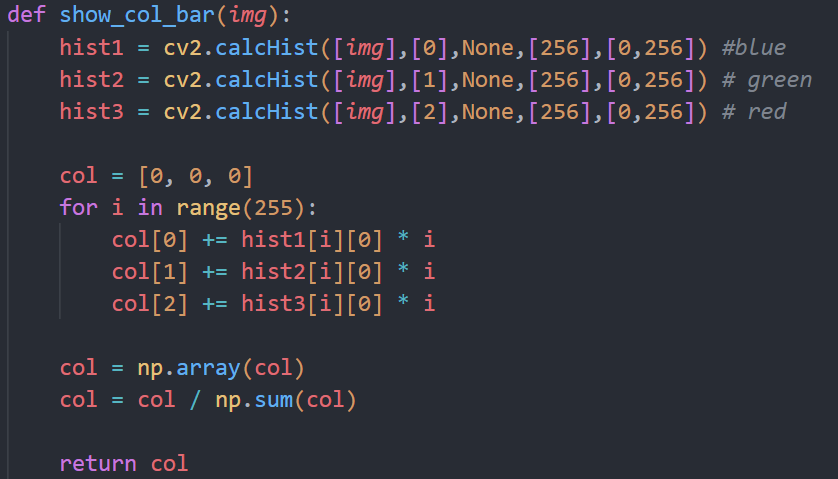 def show_col_bar(img):
    hist1 = cv2.calcHist([img],[0],None,[256],[0,256]) #blue
    hist2 = cv2.calcHist([img],[1],None,[256],[0,256]) # green
    hist3 = cv2.calcHist([img],[2],None,[256],[0,256]) # red

    col = [0, 0, 0]
    for i in range(255):
        col[0] += hist1[i][0] * i
        col[1] += hist2[i][0] * i
        col[2] += hist3[i][0] * i

    col = np.array(col)
    col = col / np.sum(col)

    return col